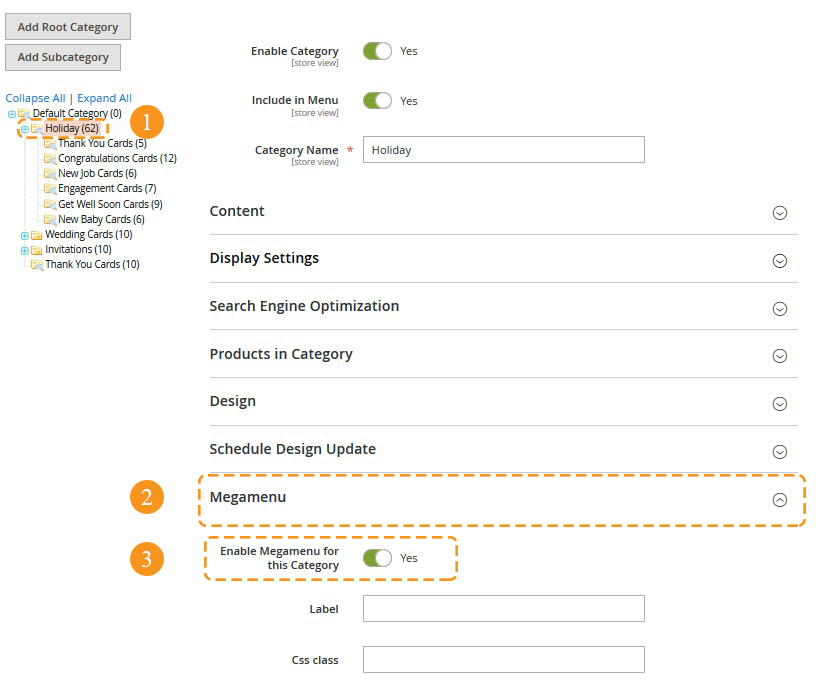 Add Root Category
Add Subcategory
Collapse All | Expand All
Default Category (0)
Holiday (62)
1
Thank You Cards (5)
Congratulations Cards (12)
New Job Cards (6)
Engagement Cards (7)
Get Well Soon Cards (9)
New Baby Cards (6)
Wedding Cards (10)
Invitations (10)
Thank You Cards (10)
Enable Category Yes
[store view]
Include in Menu Yes
[store view]
Category Name * Holiday
[store view]
Content
Display Settings
Search Engine Optimization
Products in Category
Design
Schedule Design Update
2 Megamenu
3
Enable Megamenu for
this Category
Yes
Label
Css class